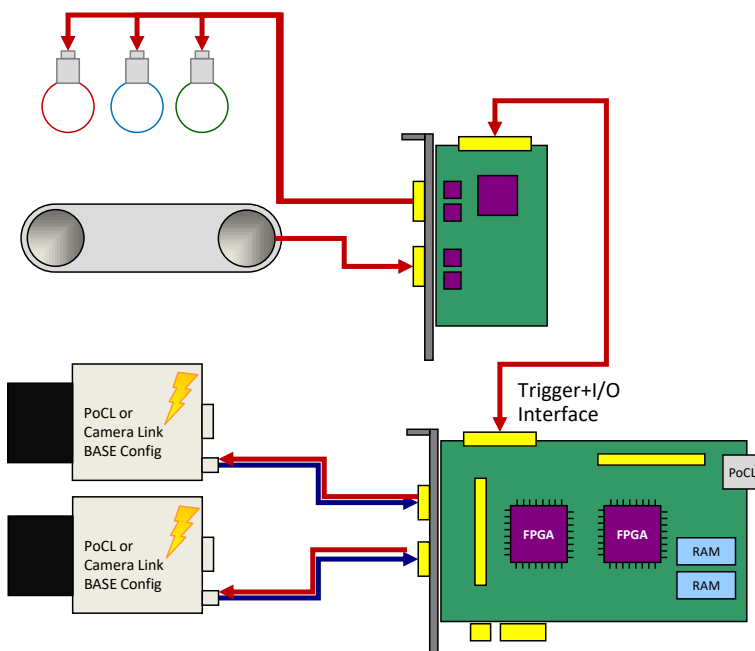 Trigger+I/O
Interface
PoCL or
Camera Link
BASE Config
PoCL
FPGA
FPGA
PoCL or
Camera Link
BASE Config
RAM
RAM